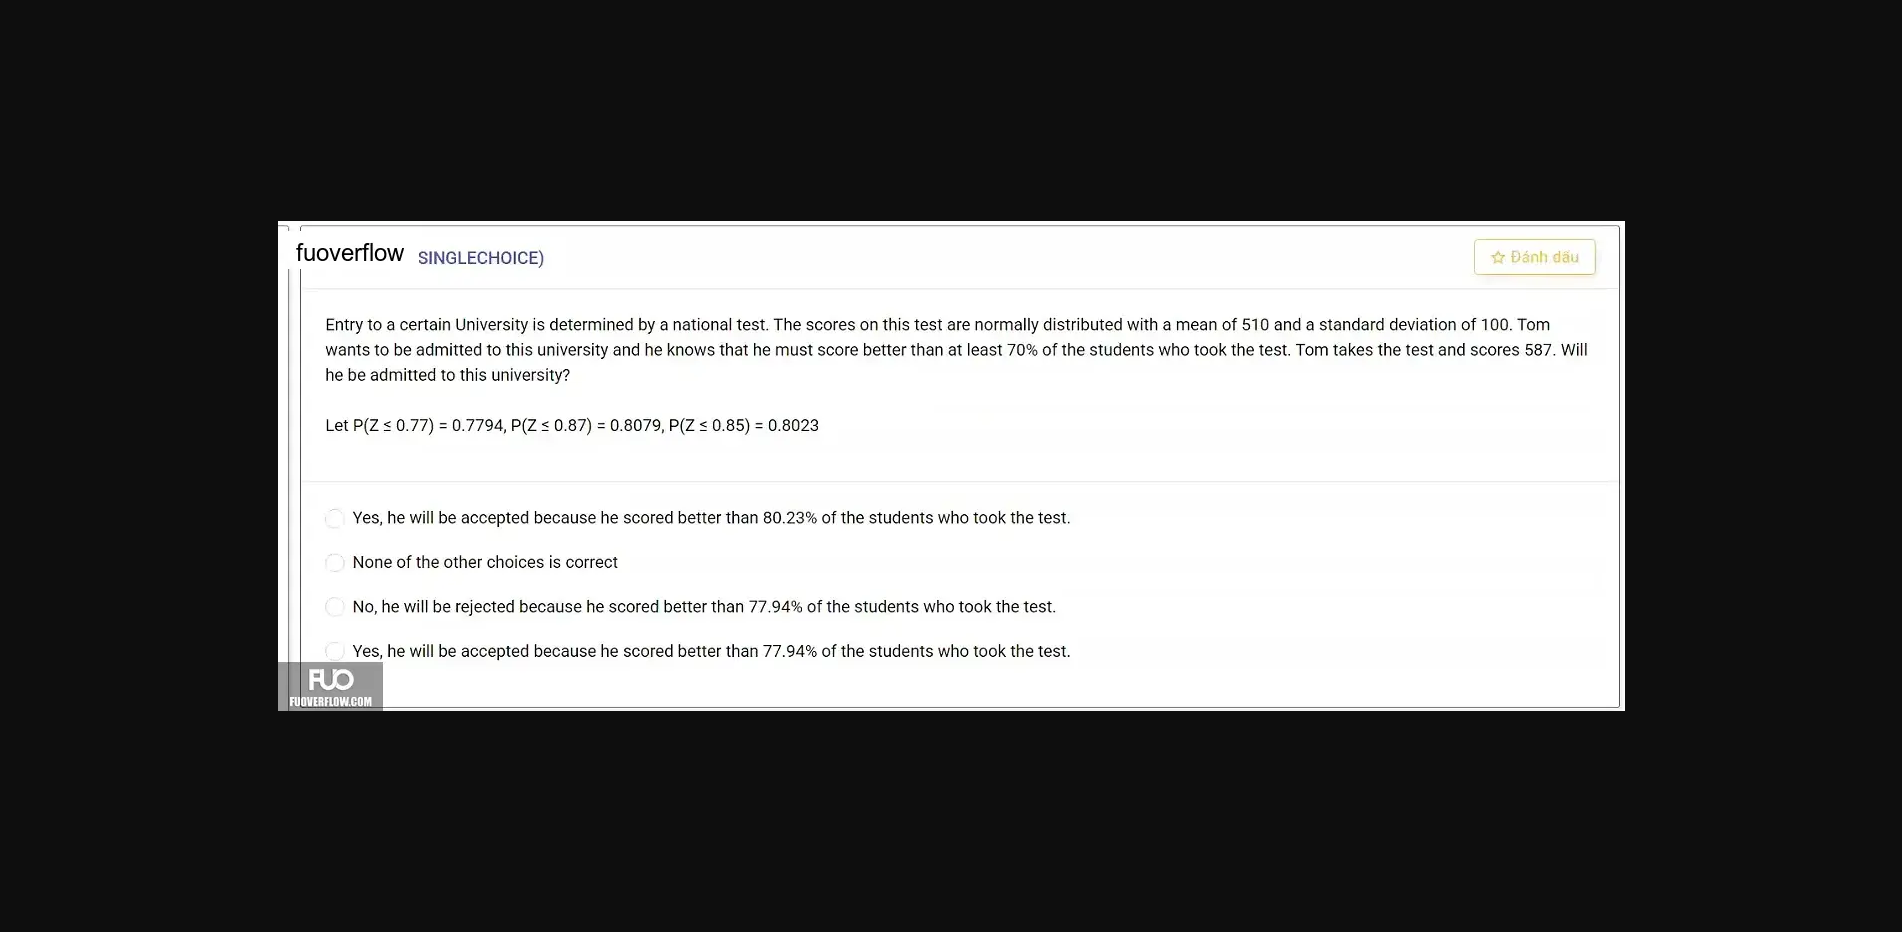 fuoverflow SINGLECHOICE)
Đánh dấu
Entry to a certain University is determined by a national test. The scores on this test are normally distributed with a mean of 510 and a standard deviation of 100. Tom
wants to be admitted to this university and he knows that he must score better than at least 70% of the students who took the test. Tom takes the test and scores 587. Will
he be admitted to this university?
Let P(Z ≤ 0.77) = 0.7794, P(Z ≤ 0.87) = 0.8079, P(Z ≤ 0.85) = 0.8023
Yes, he will be accepted because he scored better than 80.23% of the students who took the test.
None of the other choices is correct
No, he will be rejected because he scored better than 77.94% of the students who took the test.
Yes, he will be accepted because he scored better than 77.94% of the students who took the test.
FUO
FUOVERFLOW.COM